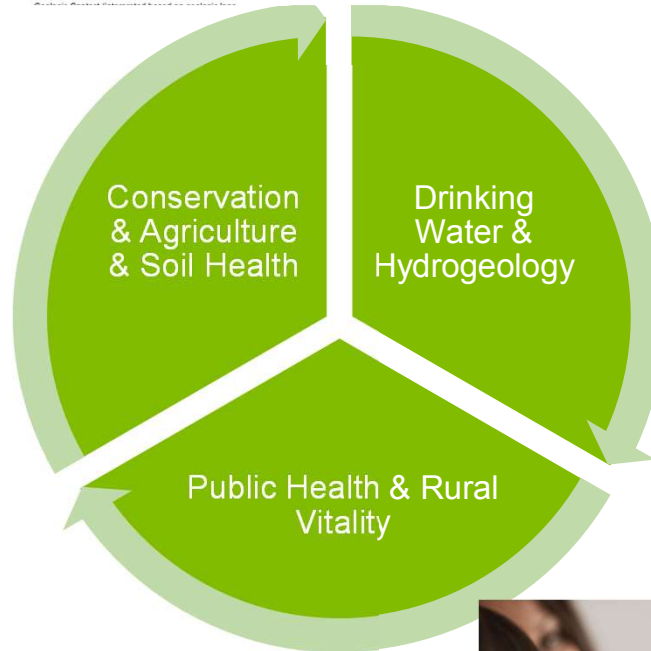 Conservation
& Agriculture
& Soil Health
Drinking
Water &
Hydrogeology
Public Health & Rural
Vitality